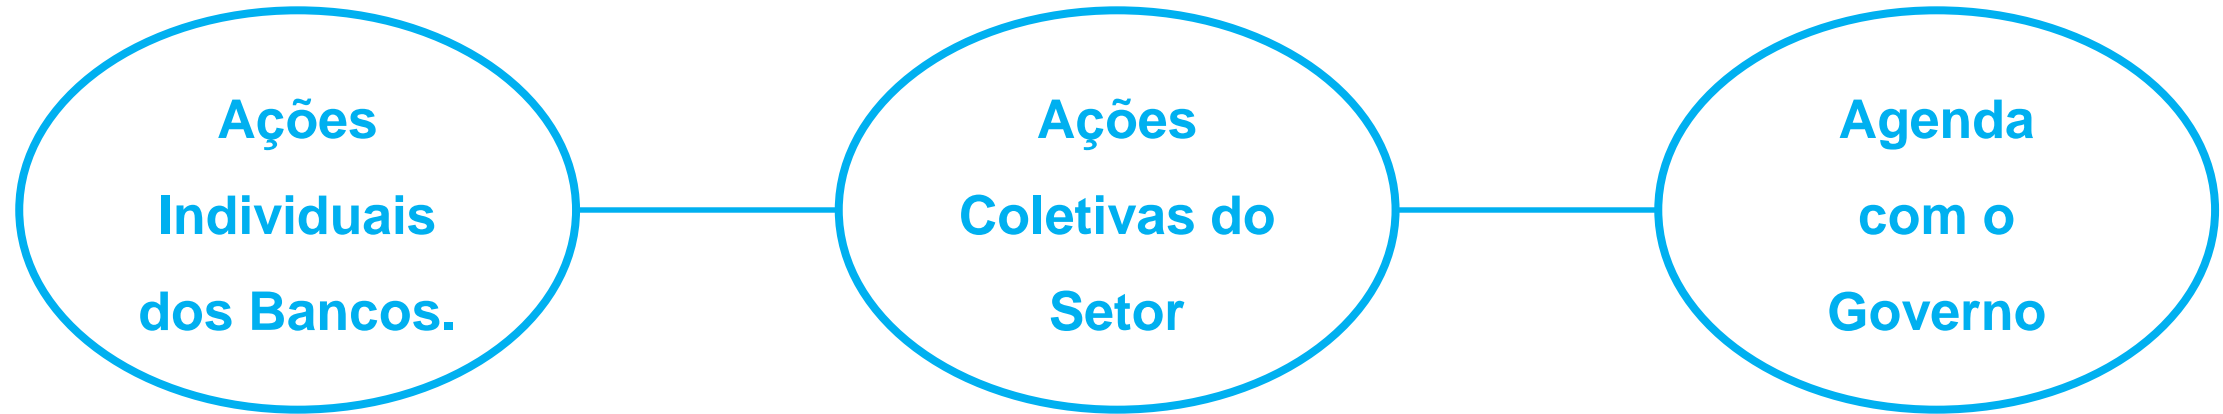 Ações
Individuais
dos Bancos.
Ações
Coletivas do
Setor
Agenda
com o
Governo